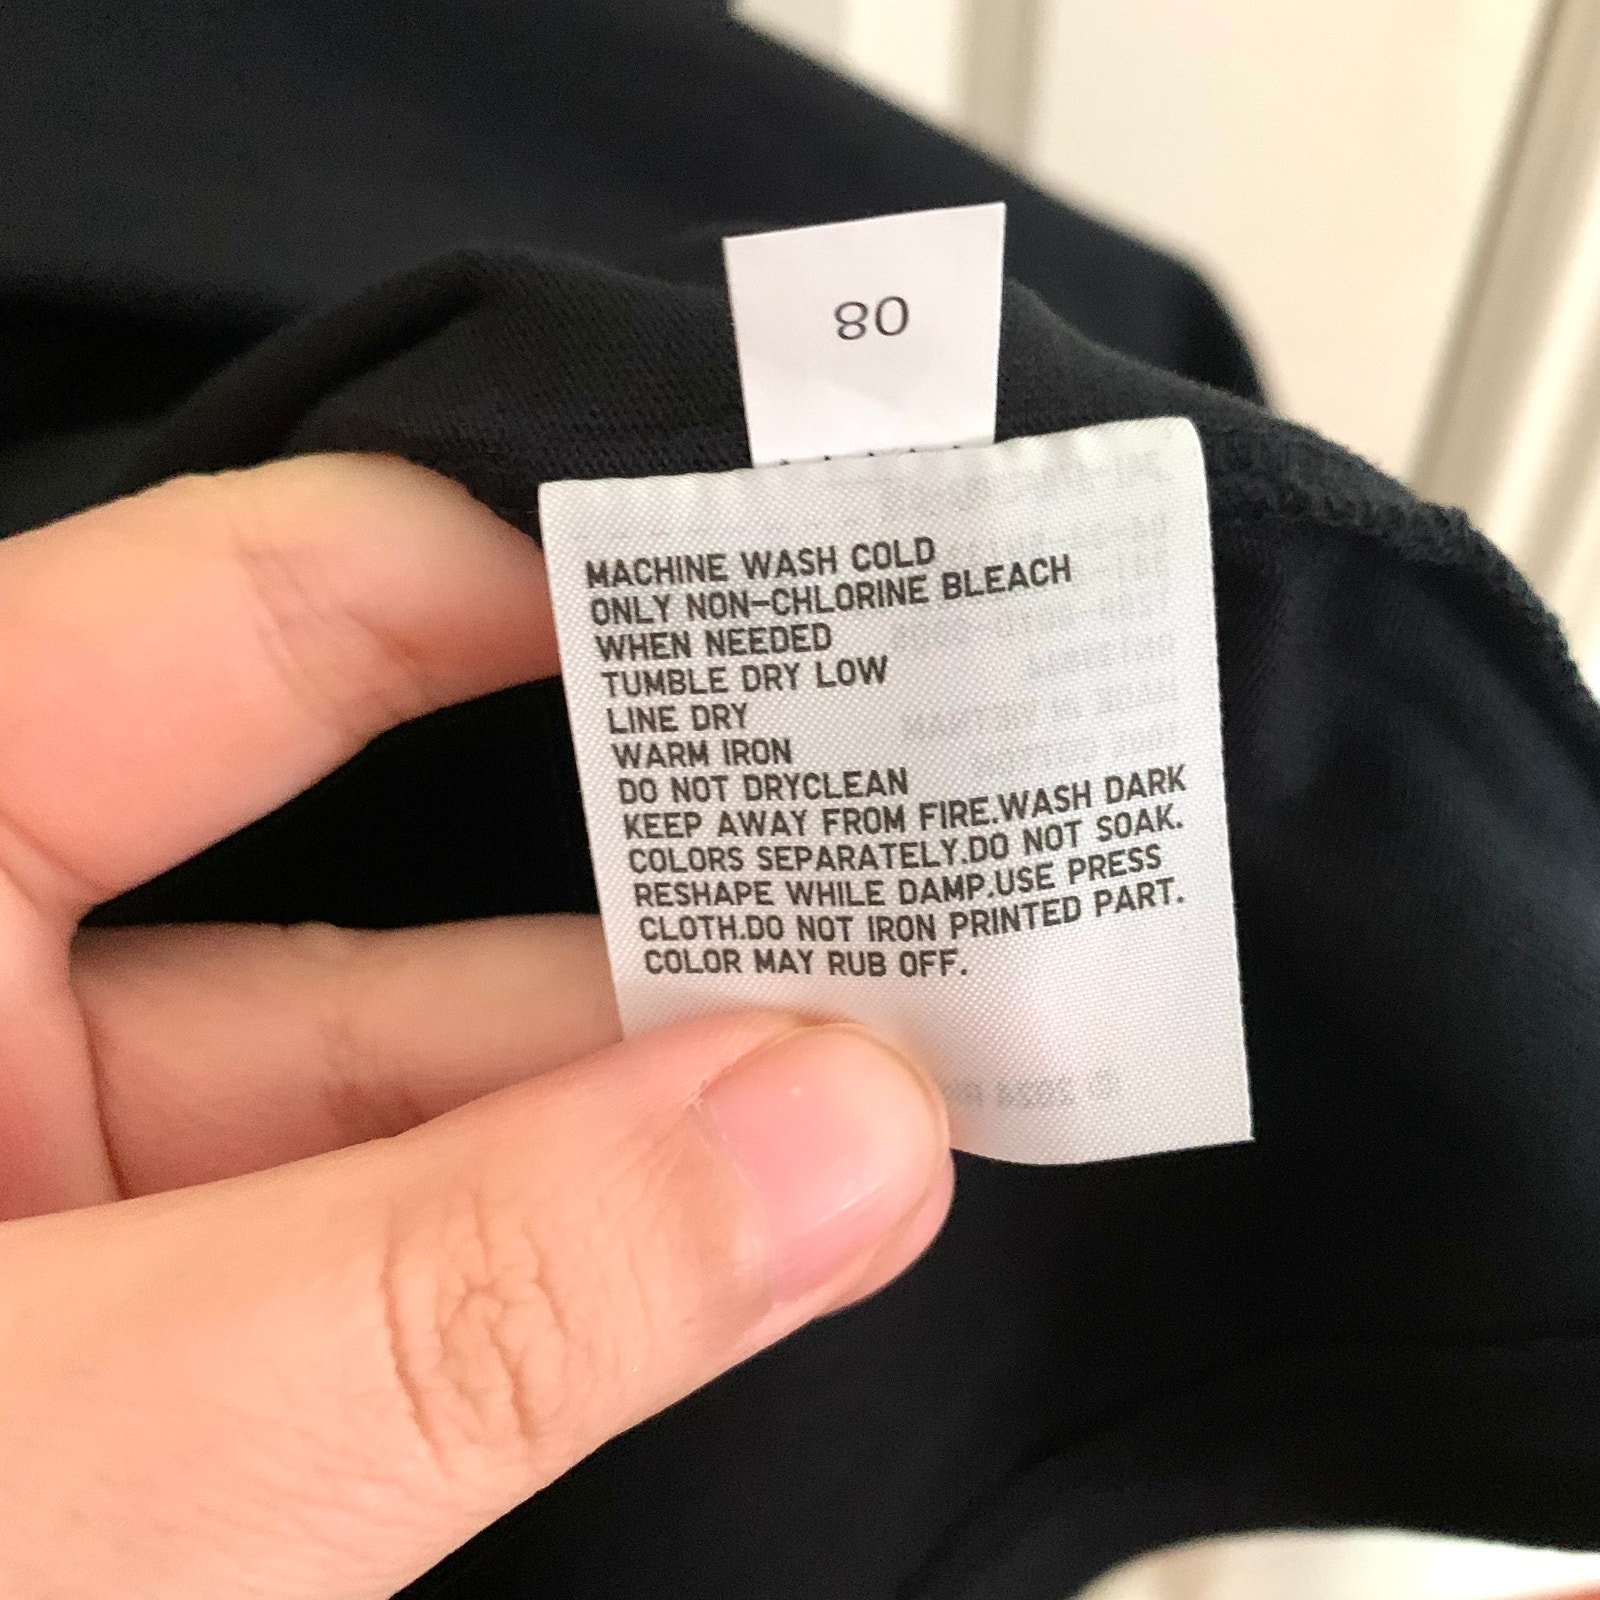 80
MACHINE WASH COLD
ONLY NON-CHLORINE BLEACH
WHEN NEEDED
TUMBLE DRY LOW
LINE DRY
WARM IRON
DO NOT DRYCLEAN
KEEP AWAY FROM FIRE.WASH DARK
COLORS SEPARATELY.DO NOT SOAK.
RESHAPE WHILE DAMP.USE PRESS
CLOTH.DO NOT IRON PRINTED PART.
COLOR MAY RUB OFF.